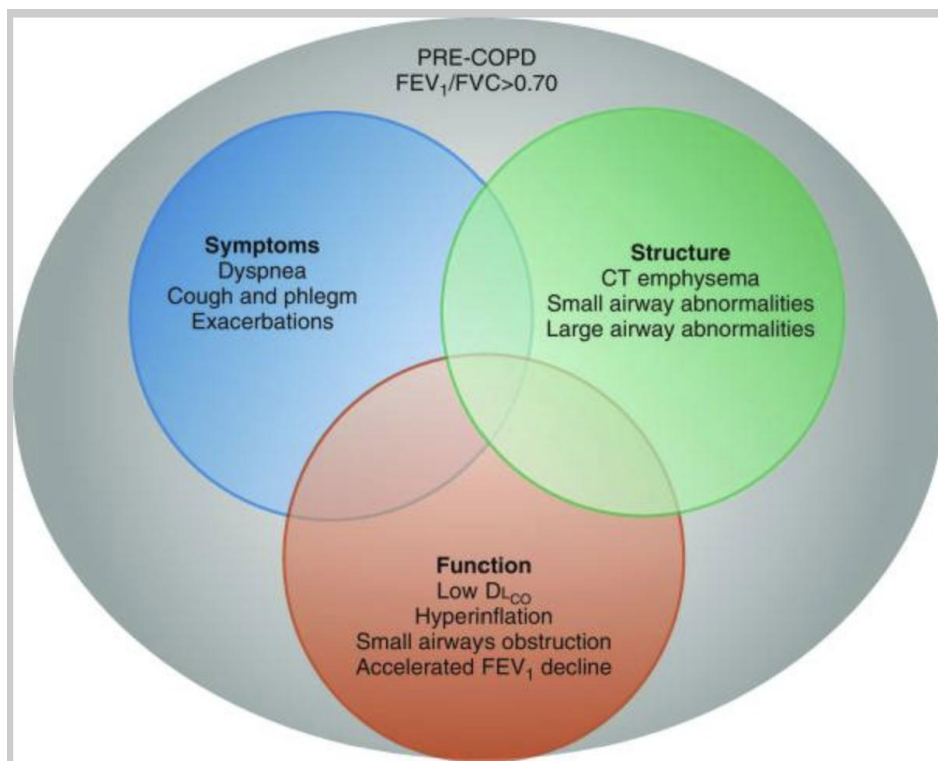 PRE-COPD
FEV₁/FVC>0.70
Symptoms
Dyspnea
Cough and phlegm
Exacerbations
Structure
CT emphysema
Small airway abnormalities
Large airway abnormalities
Function
Low DLCO
Hyperinflation
Small airways obstruction
Accelerated FEV₁ decline